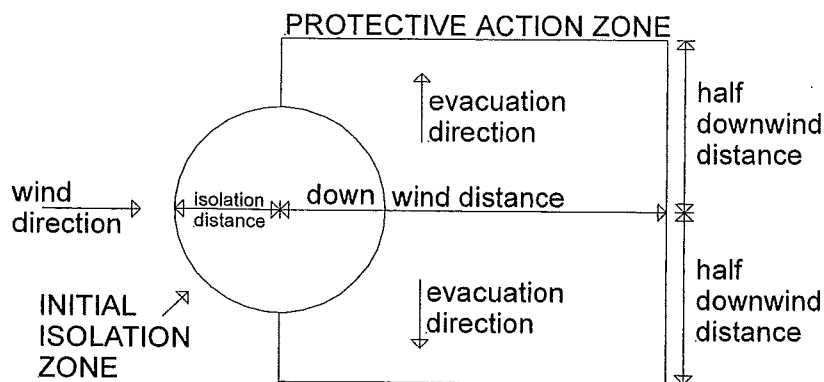 PROTECTIVE ACTION ZONE
evacuation
direction
half
downwind
distance
wind
direction
isolation
distance
down wind distance
evacuation
direction
half
downwind
distance
INITIAL
ISOLATION
ZONE